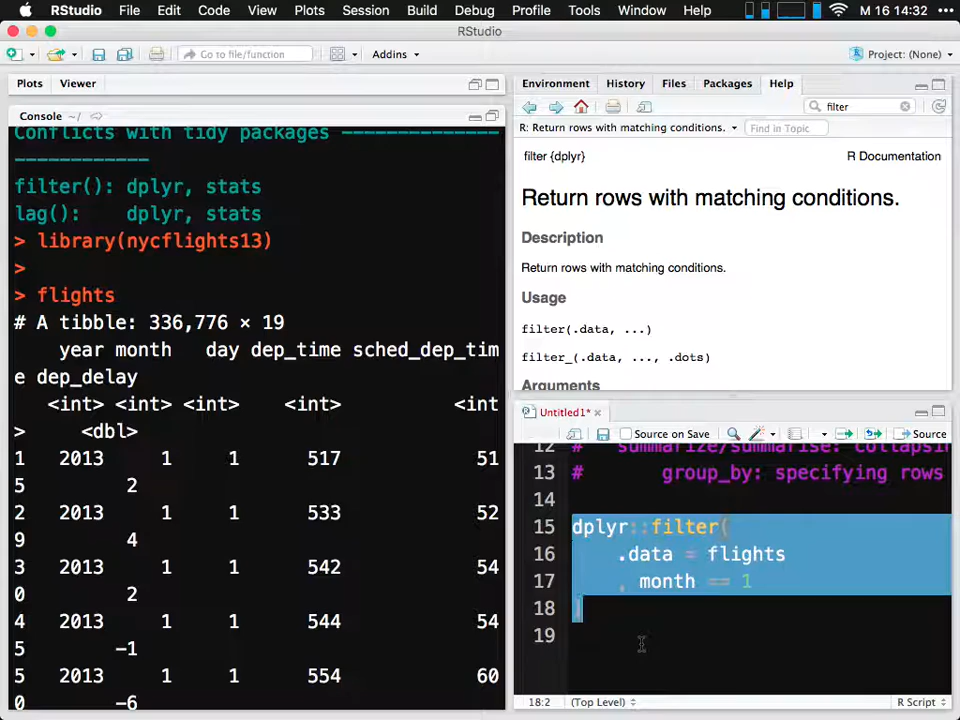 RStudio File Edit Code View Plots Session Build Debug Profile Tools Window Help M 16 14:32
RStudio
Go to file/function Addins Project: (None)
Plots Viewer
Console ~/
Conflicts with tidy packages ---------------
------------
filter(): dplyr, stats
lag():    dplyr, stats
> library(nycflights13)
>
> flights
# A tibble: 336,776 × 19
year month day dep_time sched_dep_tim
e dep_delay
<int> <int> <int> <int> <int
> <dbl>
1 2013 1 1 517 51
5 2
2 2013 1 1 533 52
9 4
3 2013 1 1 542 54
0 2
4 2013 1 1 544 54
5 -1
5 2013 1 1 554 60
0 -6
Environment History Files Packages Help
filter
R: Return rows with matching conditions. Find in Topic
filter {dplyr} R Documentation
Return rows with matching conditions.
Description
Return rows with matching conditions.
Usage
filter(.data, ...)
filter_(.data, ..., .dots)
Arguments
Untitled1*
Source on Save Source
12 # summarize/summarise: collapsin
13 # group_by: specifying rows
14
15 dplyr::filter(
16 .data = flights
17 , month == 1
18 )
19
18:2 (Top Level) R Script